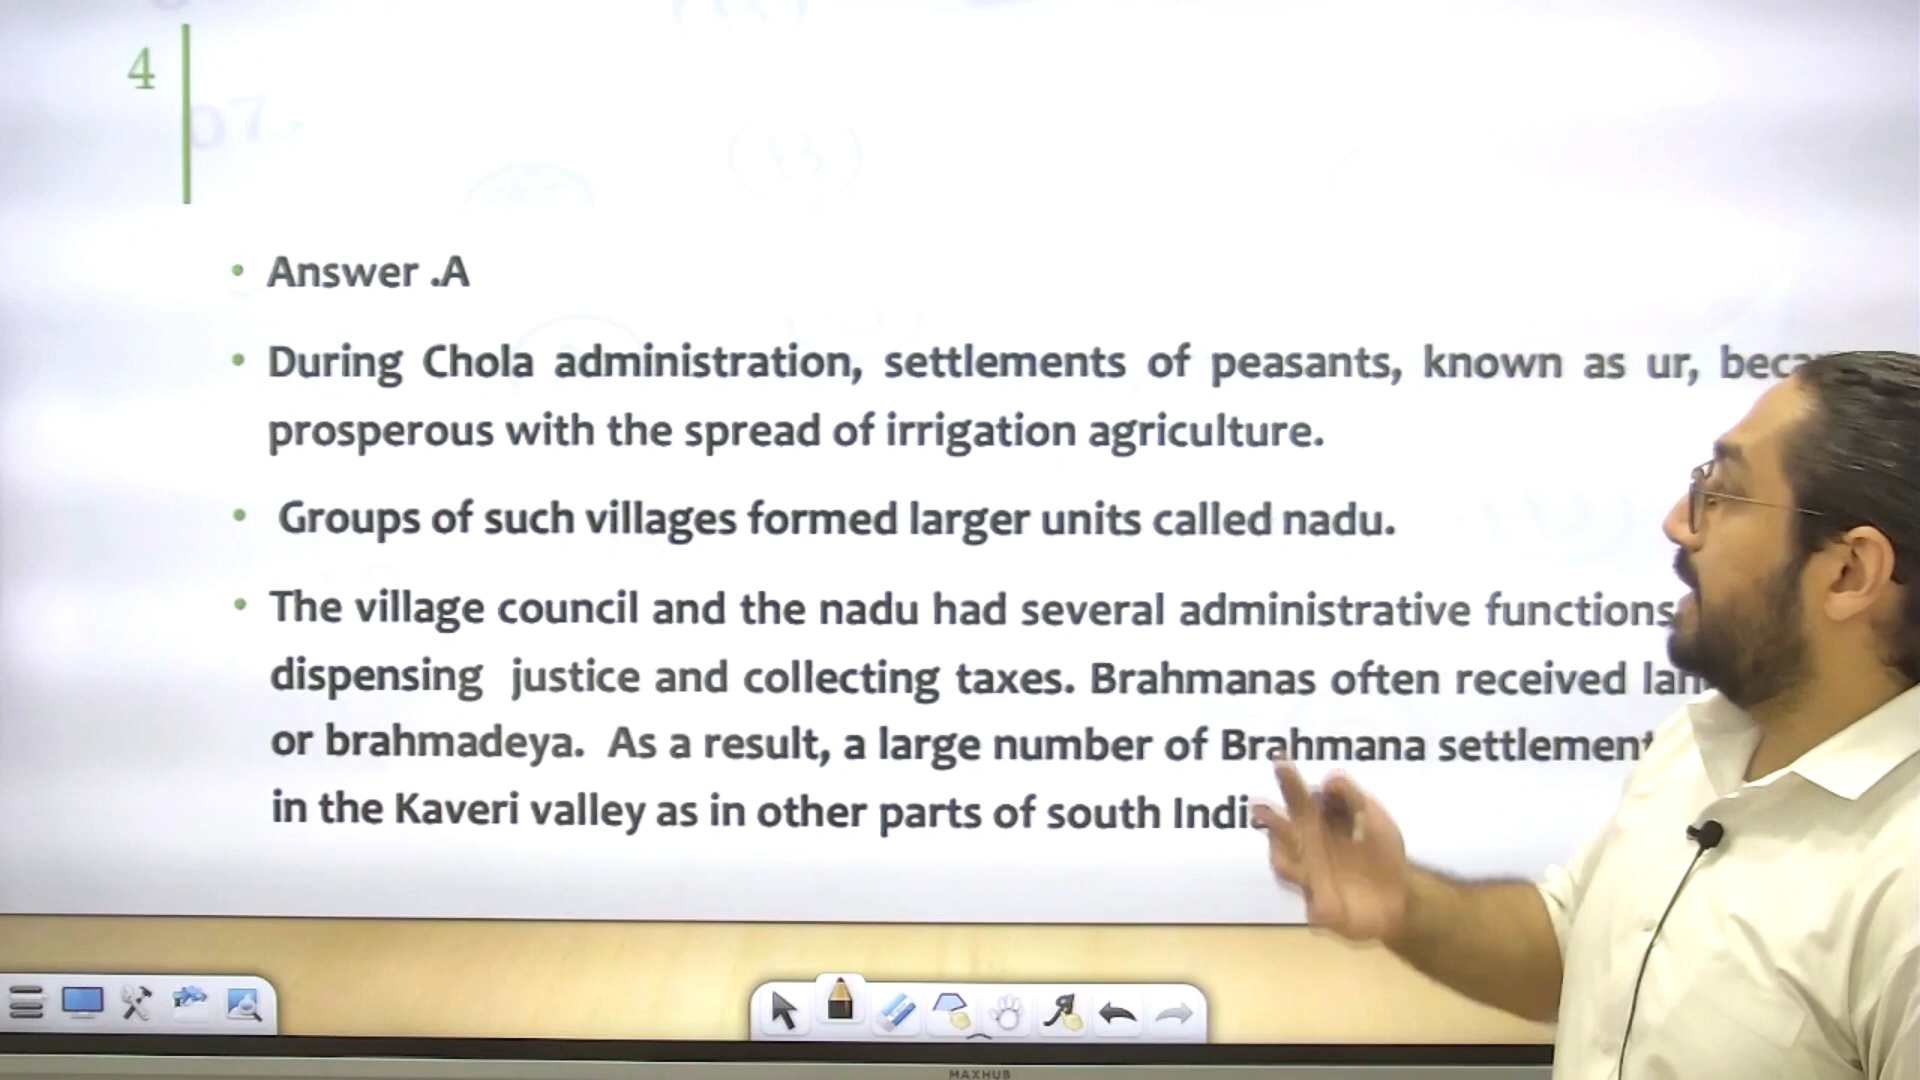 4
Answer .A
During Chola administration, settlements of peasants, known as ur,
prosperous with the spread of irrigation agriculture.
Groups of such villages formed larger units called nadu.
The village council and the nadu had several administrative functions
dispensing justice and collecting taxes. Brahmanas often received
or brahmadeya. As a result, a large number of Brahmana settlement
in the Kaveri valley as in other parts of south India
MAXHUB